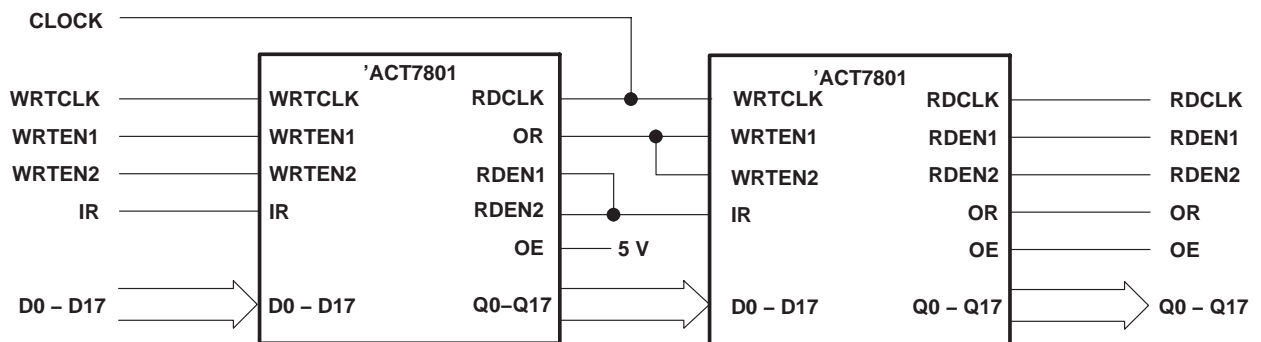 CLOCK
'ACT7801 'ACT7801
WRTCLK WRTCLK RDCLK WRTCLK RDCLK RDCLK
WRTEN1 WRTEN1 OR WRTEN1 RDEN1 RDEN1
WRTEN2 WRTEN2 RDEN1 WRTEN2 RDEN2 RDEN2
IR IR RDEN2 IR OR OR
OE 5 V OE OE
D0 – D17 D0 – D17 Q0–Q17 D0 – D17 Q0 – Q17 Q0 – Q17